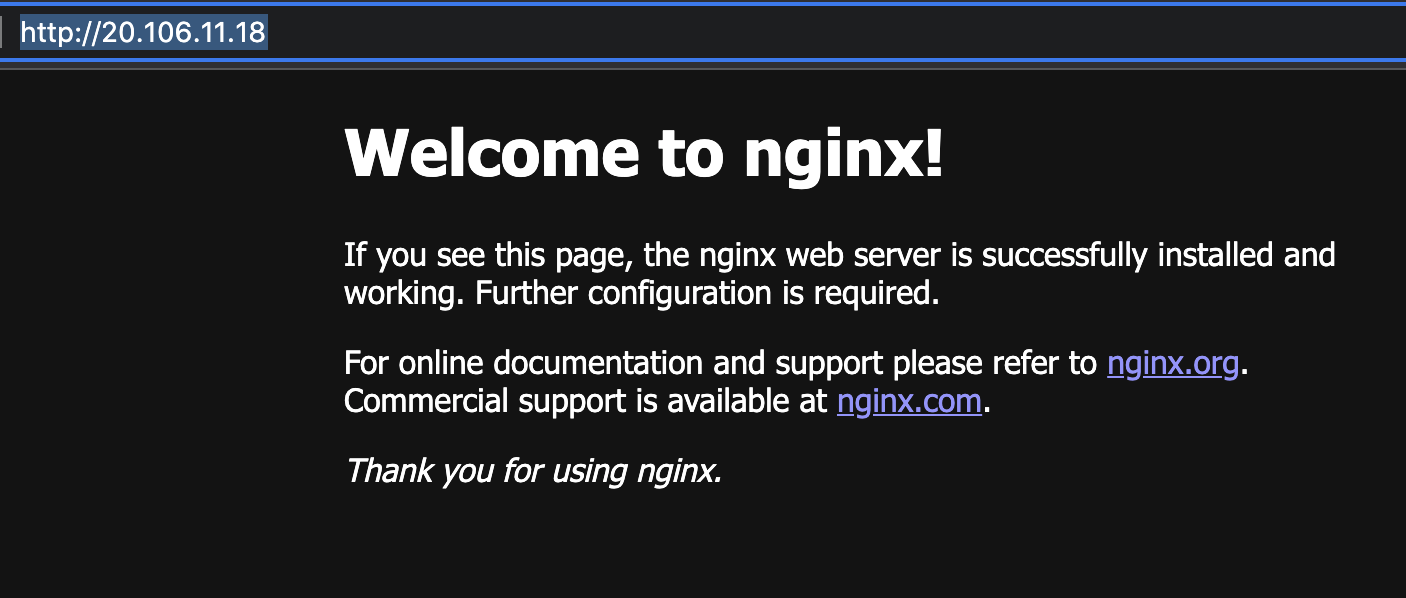 http://20.106.11.18
Welcome to nginx!
If you see this page, the nginx web server is successfully installed and
working. Further configuration is required.
For online documentation and support please refer to nginx.org.
Commercial support is available at nginx.com.
Thank you for using nginx.